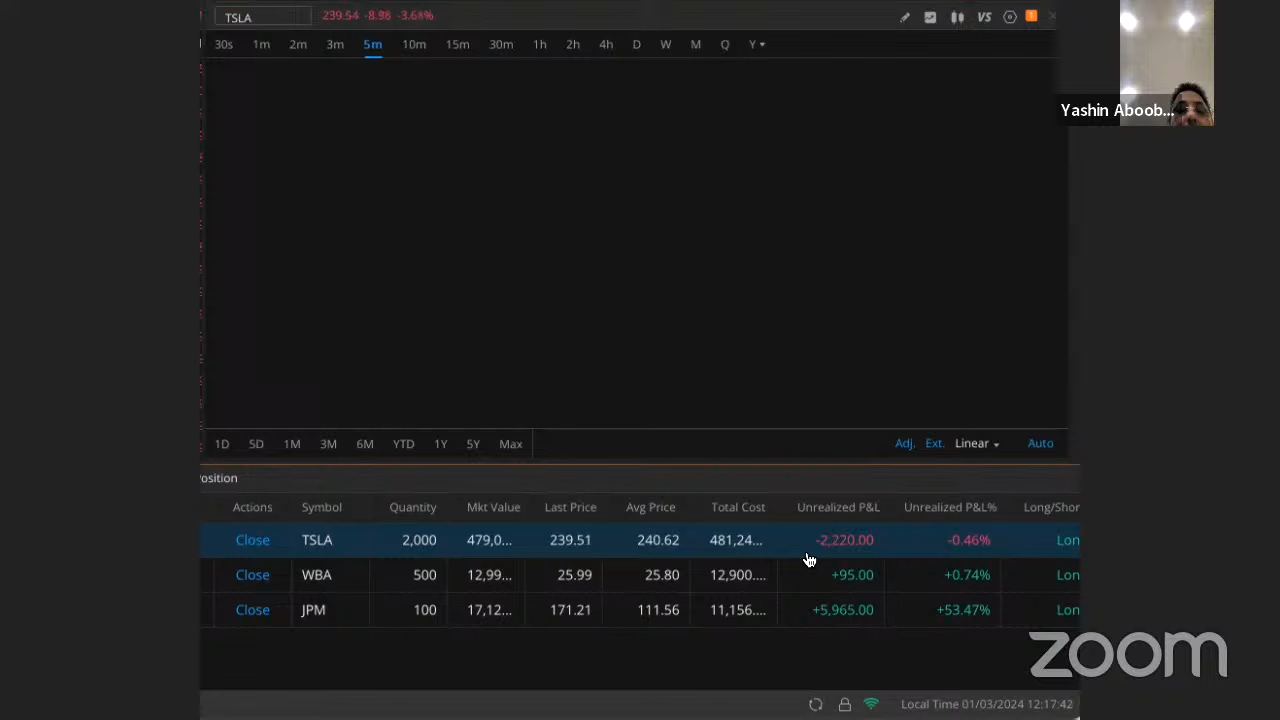 TSLA 239.54 -8.98 -3.68% VS 1
30s 1m 2m 3m 5m 10m 15m 30m 1h 2h 4h D W M Q Y
Yashin Aboob...
1D 5D 1M 3M 6M YTD 1Y 5Y Max Adj. Ext. Linear Auto
osition
Actions Symbol Quantity Mkt Value Last Price Avg Price Total Cost Unrealized P&L Unrealized P&L% Long/Shor
Close TSLA 2,000 479,0... 239.51 240.62 481,24... -2,220.00 -0.46% Lon
Close WBA 500 12,99... 25.99 25.80 12,900.... +95.00 +0.74% Lon
Close JPM 100 17,12... 171.21 111.56 11,156.... +5,965.00 +53.47% Lon
zoom
Local Time 01/03/2024 12:17:42